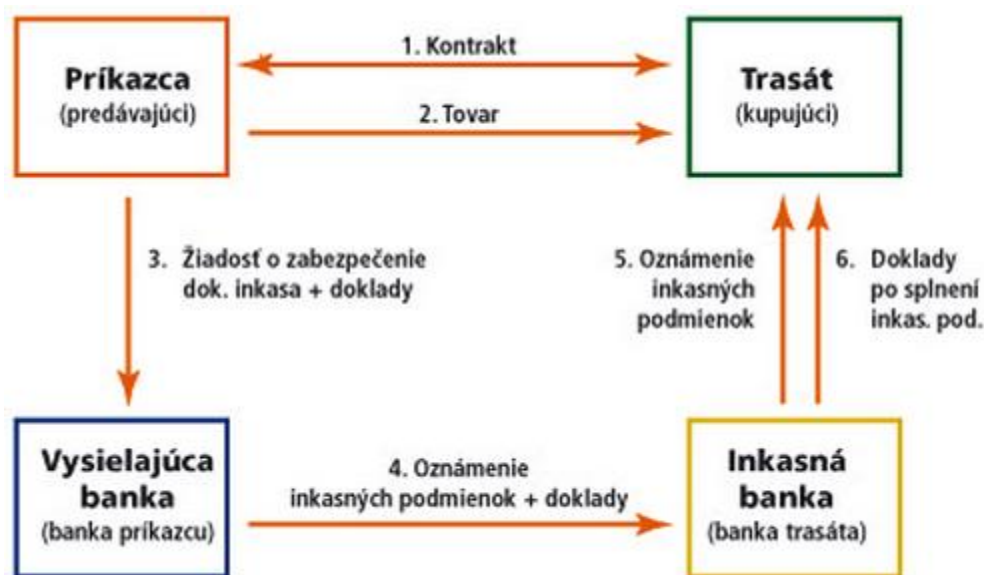 1. Kontrakt
Príkazca
(predávajúci)
Trasát
(kupujúci)
2. Tovar
3. Žiadosť o zabezpečenie
dok. inkasa + doklady
5. Oznámenie
inkasných
podmienok
6. Doklady
po splnení
inkas. pod.
Vysielajúca
banka
(banka príkazcu)
4. Oznámenie
inkasných podmienok + doklady
Inkasná
banka
(banka trasáta)